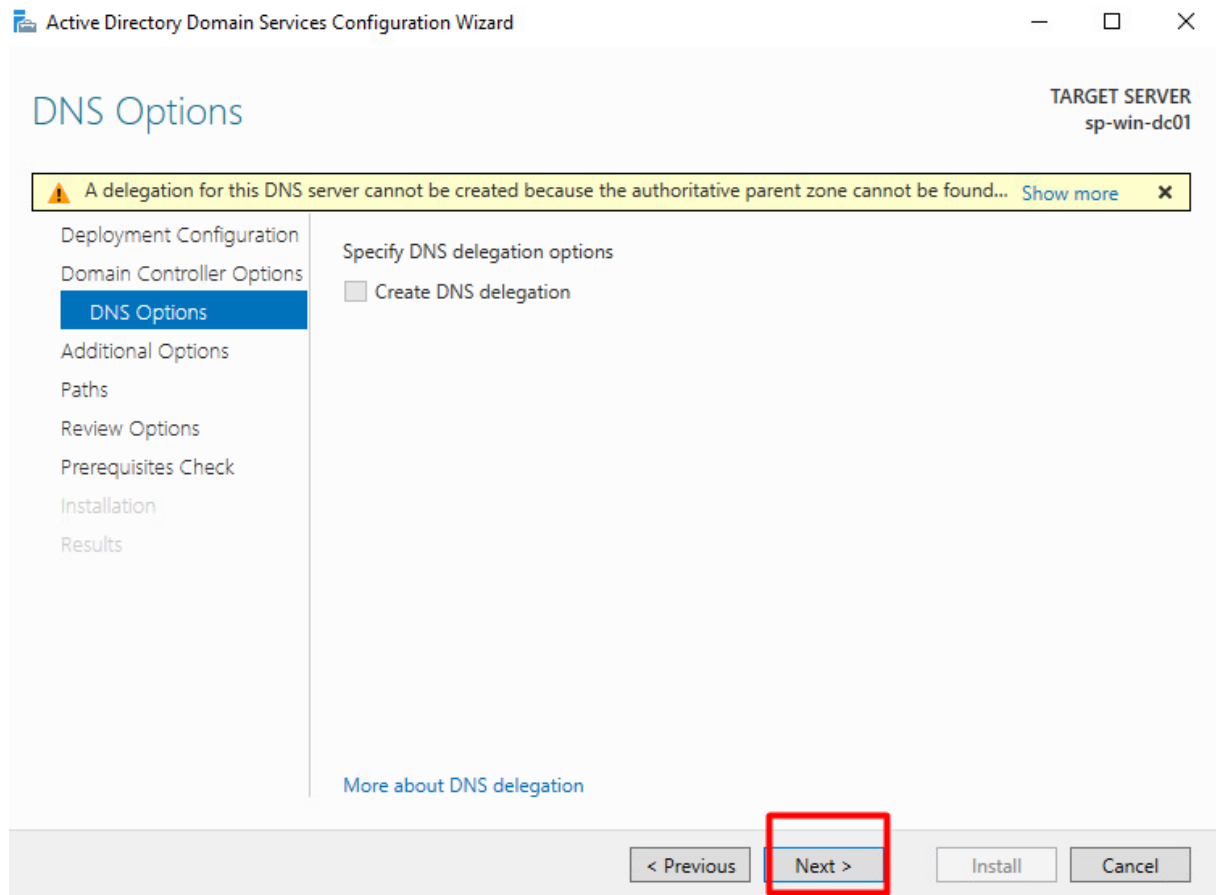 Active Directory Domain Services Configuration Wizard
DNS Options
TARGET SERVER
sp-win-dc01
A delegation for this DNS server cannot be created because the authoritative parent zone cannot be found... Show more
Deployment Configuration
Domain Controller Options
DNS Options
Additional Options
Paths
Review Options
Prerequisites Check
Installation
Results
Specify DNS delegation options
Create DNS delegation
More about DNS delegation
< Previous Next > Install Cancel